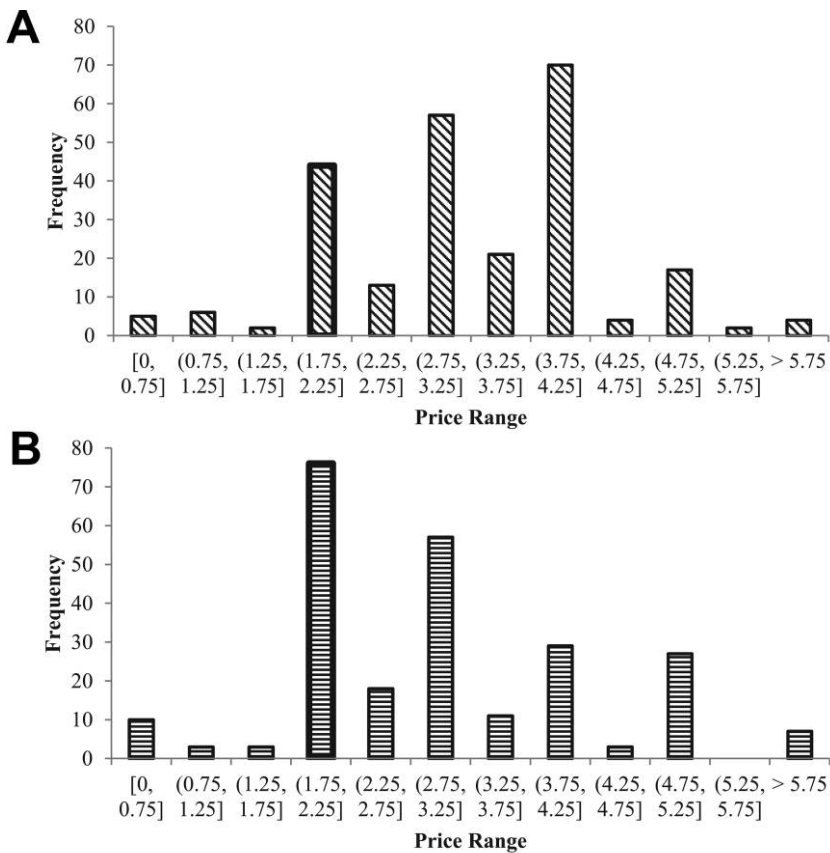 A
80
70
60
50
40
30
20
10
0
Frequency
[0, (0.75, (1.25, (1.75, (2.25, (2.75, (3.25, (3.75, (4.25, (4.75, (5.25, > 5.75
0.75] 1.25] 1.75] 2.25] 2.75] 3.25] 3.75] 4.25] 4.75] 5.25] 5.75]
Price Range
B
80
70
60
50
40
30
20
10
0
Frequency
[0, (0.75, (1.25, (1.75, (2.25, (2.75, (3.25, (3.75, (4.25, (4.75, (5.25, > 5.75
0.75] 1.25] 1.75] 2.25] 2.75] 3.25] 3.75] 4.25] 4.75] 5.25] 5.75]
Price Range